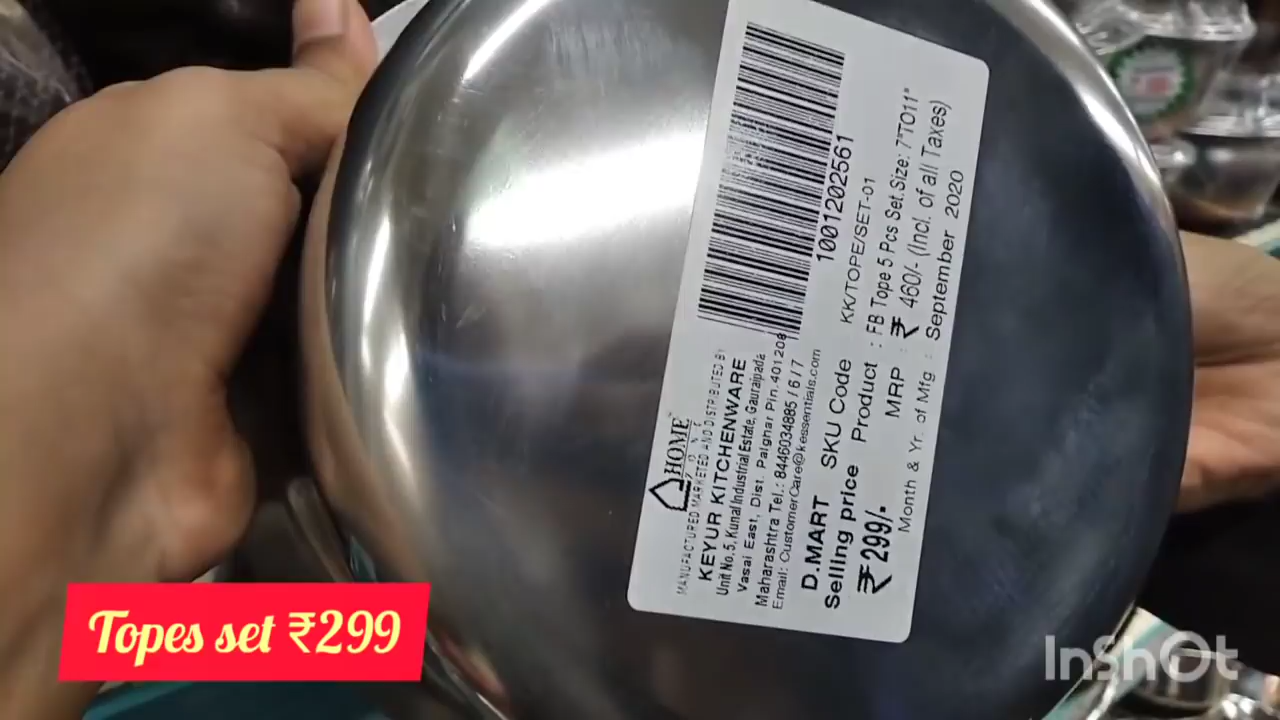 HOME
MANUFACTURED MARKETED AND DISTRIBUTED BY
KEYUR KITCHENWARE
Unit No. 5, Kunal Industrial Estate, Gauraipada
Vasai East, Dist. Palghar Pin. 401208
Maharashtra Tel.: 8446034885 / 6 / 7
Email: CustomerCare@kessentials.com
1001202561
D.MART SKU Code KK/TOPE/SET-01
Selling price Product : FB Tope 5 Pcs Set.Size: 7"TO11"
₹ 299/- MRP : ₹ 460/- (Incl. of all Taxes)
Month & Yr. of Mfg : September 2020
Topes set ₹299
InShOt